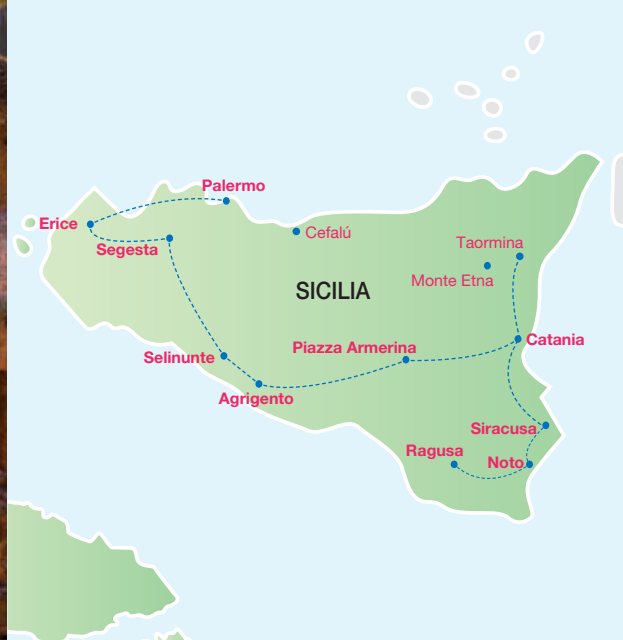 Palermo
Erice
Cefalú
Segesta
Taormina
Monte Etna
SICILIA
Catania
Piazza Armerina
Selinunte
Agrigento
Siracusa
Ragusa
Noto